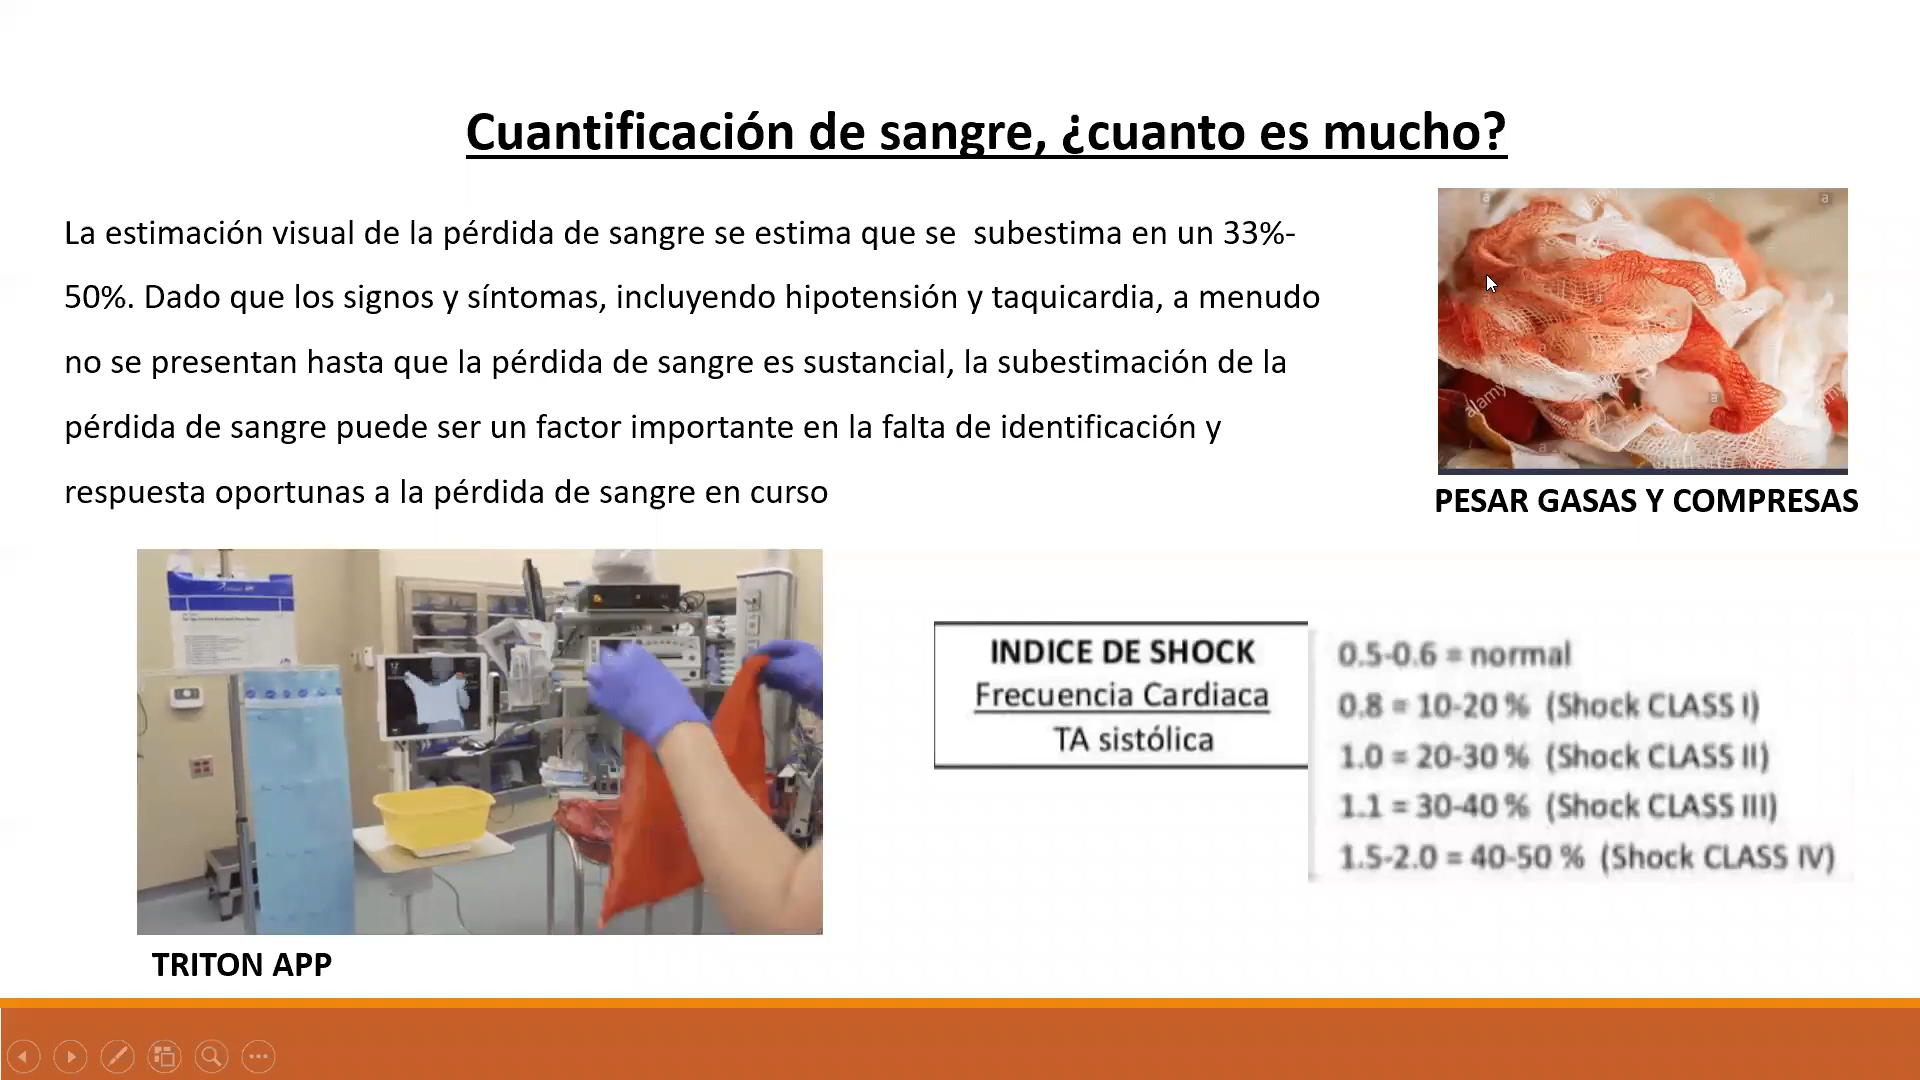 Cuantificación de sangre, ¿cuanto es mucho?
La estimación visual de la pérdida de sangre se estima que se subestima en un 33%-
50%. Dado que los signos y síntomas, incluyendo hipotensión y taquicardia, a menudo
no se presentan hasta que la pérdida de sangre es sustancial, la subestimación de la
pérdida de sangre puede ser un factor importante en la falta de identificación y
respuesta oportunas a la pérdida de sangre en curso
alamy
PESAR GASAS Y COMPRESAS
INDICE DE SHOCK
Frecuencia Cardiaca
TA sistólica
0.5-0.6 = normal
0.8 = 10-20 % (Shock CLASS I)
1.0 = 20-30 % (Shock CLASS II)
1.1 = 30-40 % (Shock CLASS III)
1.5-2.0 = 40-50 % (Shock CLASS IV)
TRITON APP